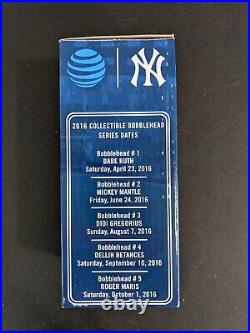 NY
2016 COLLECTIBLE BOBBLEHEAD
SERIES DATES
Bobblehead # 1
BABE RUTH
Saturday, April 23, 2016
Bobblehead # 2
MICKEY MANTLE
Friday, June 24, 2016
Bobblehead # 3
DIDI GREGORIUS
Sunday, August 7, 2016
Bobblehead # 4
DELLIN BETANCES
Saturday, September 10, 2016
Bobblehead # 5
ROGER MARIS
Saturday, October 1, 2016